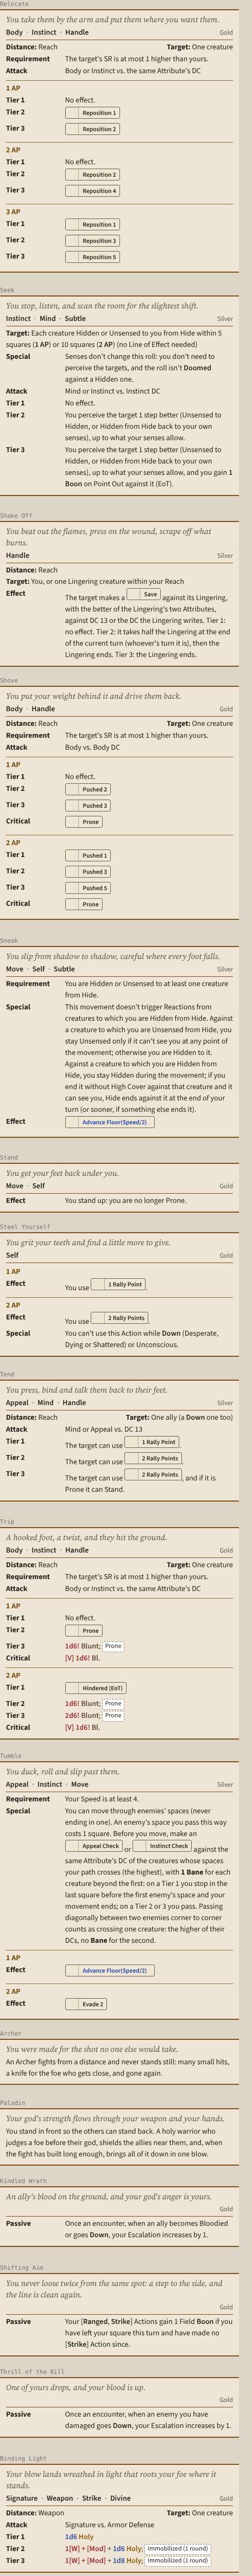 Relocate
You take them by the arm and put them where you want them.
Body · Instinct · Handle Gold
Distance: Reach Target: One creature
Requirement The target's SR is at most 1 higher than yours.
Attack Body or Instinct vs. the same Attribute's DC
1 AP
Tier 1 No effect.
Tier 2 Reposition 1
Tier 3 Reposition 2
2 AP
Tier 1 No effect.
Tier 2 Reposition 2
Tier 3 Reposition 4
3 AP
Tier 1 Reposition 1
Tier 2 Reposition 3
Tier 3 Reposition 5
Seek
You stop, listen, and scan the room for the slightest shift.
Instinct · Mind · Subtle Silver
Target: Each creature Hidden or Unsensed to you from Hide within 5
squares (1 AP) or 10 squares (2 AP) (no Line of Effect needed)
Special Senses don't change this roll: you don't need to
perceive the targets, and the roll isn't Doomed
against a Hidden one.
Attack Mind or Instinct vs. Instinct DC
Tier 1 No effect.
Tier 2 You perceive the target 1 step better (Unsensed to
Hidden, or Hidden from Hide back to your own
senses), up to what your senses allow.
Tier 3 You perceive the target 1 step better (Unsensed to
Hidden, or Hidden from Hide back to your own
senses), up to what your senses allow, and you gain 1
Boon on Point Out against it (EoT).
Shake Off
You beat out the flames, press on the wound, scrape off what
burns.
Handle Silver
Distance: Reach
Target: You, or one Lingering creature within your Reach
Effect The target makes a Save against its Lingering,
with the better of the Lingering's two Attributes,
against DC 13 or the DC the Lingering writes. Tier 1:
no effect. Tier 2: it takes half the Lingering at the end
of the current turn (whoever's turn it is), then the
Lingering ends. Tier 3: the Lingering ends.
Shove
You put your weight behind it and drive them back.
Body · Handle Gold
Distance: Reach Target: One creature
Requirement The target's SR is at most 1 higher than yours.
Attack Body vs. Body DC
1 AP
Tier 1 No effect.
Tier 2 Pushed 2
Tier 3 Pushed 3
Critical Prone
2 AP
Tier 1 Pushed 1
Tier 2 Pushed 3
Tier 3 Pushed 5
Critical Prone
Sneak
You slip from shadow to shadow, careful where every foot falls.
Move · Self · Subtle Silver
Requirement You are Hidden or Unsensed to at least one creature
from Hide.
Special This movement doesn't trigger Reactions from
creatures to which you are Hidden from Hide. Against
a creature to which you are Unsensed from Hide, you
stay Unsensed only if it can't see you at any point of
the movement; otherwise you are Hidden to it.
Against a creature to which you are Hidden from
Hide, you stay Hidden during the movement; if you
end it without High Cover against that creature and it
can see you, Hide ends against it at the end of your
turn (or sooner, if something else ends it).
Effect Advance Floor(Speed/2)
Stand
You get your feet back under you.
Move · Self Gold
Effect You stand up: you are no longer Prone.
Steel Yourself
You grit your teeth and find a little more to give.
Self Gold
1 AP
Effect You use 1 Rally Point.
2 AP
Effect You use 2 Rally Points.
Special You can't use this Action while Down (Desperate,
Dying or Shattered) or Unconscious.
Tend
You press, bind and talk them back to their feet.
Appeal · Mind · Handle Silver
Distance: Reach Target: One ally (a Down one too)
Attack Mind or Appeal vs. DC 13
Tier 1 The target can use 1 Rally Point.
Tier 2 The target can use 2 Rally Points.
Tier 3 The target can use 2 Rally Points, and if it is
Prone it can Stand.
Trip
A hooked foot, a twist, and they hit the ground.
Body · Instinct · Handle Gold
Distance: Reach Target: One creature
Requirement The target's SR is at most 1 higher than yours.
Attack Body or Instinct vs. the same Attribute's DC
1 AP
Tier 1 No effect.
Tier 2 Prone
Tier 3 1d6! Blunt; Prone
Critical [V] 1d6! Bl.
2 AP
Tier 1 Hindered (EoT)
Tier 2 1d6! Blunt; Prone
Tier 3 2d6! Blunt; Prone
Critical [V] 1d6! Bl.
Tumble
You duck, roll and slip past them.
Appeal · Instinct · Move Silver
Requirement Your Speed is at least 4.
Special You can move through enemies' spaces (never
ending in one). An enemy's space you pass this way
costs 1 square. Before you move, make an
Appeal Check or Instinct Check against the
same Attribute's DC of the creatures whose spaces
your path crosses (the highest), with 1 Bane for each
creature beyond the first: on a Tier 1 you stop in the
last square before the first enemy's space and your
movement ends; on a Tier 2 or 3 you pass. Passing
diagonally between two enemies corner to corner
counts as crossing one creature: the higher of their
DCs, no Bane for the second.
1 AP
Effect Advance Floor(Speed/2)
2 AP
Effect Evade 2
Archer
You were made for the shot no one else would take.
An Archer fights from a distance and never stands still: many small hits,
a knife for the foe who gets close, and gone again.
Paladin
Your god's strength flows through your weapon and your hands.
You stand in front so the others can stand back. A holy warrior who
judges a foe before their god, shields the allies near them, and, when
the fight has built long enough, brings all of it down in one blow.
Kindled Wrath
An ally's blood on the ground, and your god's anger is yours.
Gold
Passive Once an encounter, when an ally becomes Bloodied
or goes Down, your Escalation increases by 1.
Shifting Aim
You never loose twice from the same spot: a step to the side, and
the line is clean again.
Gold
Passive Your [Ranged, Strike] Actions gain 1 Field Boon if you
have left your square this turn and have made no
[Strike] Action since.
Thrill of the Kill
One of yours drops, and your blood is up.
Gold
Passive Once an encounter, when an enemy you have
damaged goes Down, your Escalation increases by 1.
Binding Light
Your blow lands wreathed in light that roots your foe where it
stands.
Signature · Weapon · Strike · Divine Gold
Distance: Weapon Target: One creature
Attack Signature vs. Armor Defense
Tier 1 1d6 Holy
Tier 2 1[W] + [Mod] + 1d6 Holy; Immobilized (1 round)
Tier 3 1[W] + [Mod] + 1d8 Holy; Immobilized (1 round)